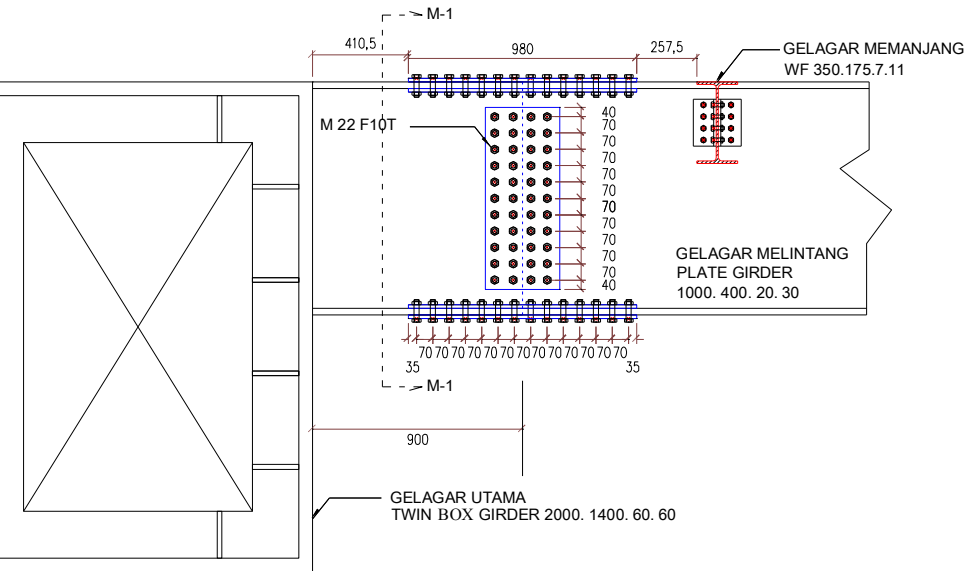 M-1
410,5
980
257,5
GELAGAR MEMANJANG
WF 350.175.7.11
M 22 F10T
40
70
70
70
70
70
70
70
70
70
70
40
GELAGAR MELINTANG
PLATE GIRDER
1000. 400. 20. 30
70 70 70 70 70 70 70 70 70 70 70 70 70
35
35
M-1
900
GELAGAR UTAMA
TWIN BOX GIRDER 2000. 1400. 60. 60